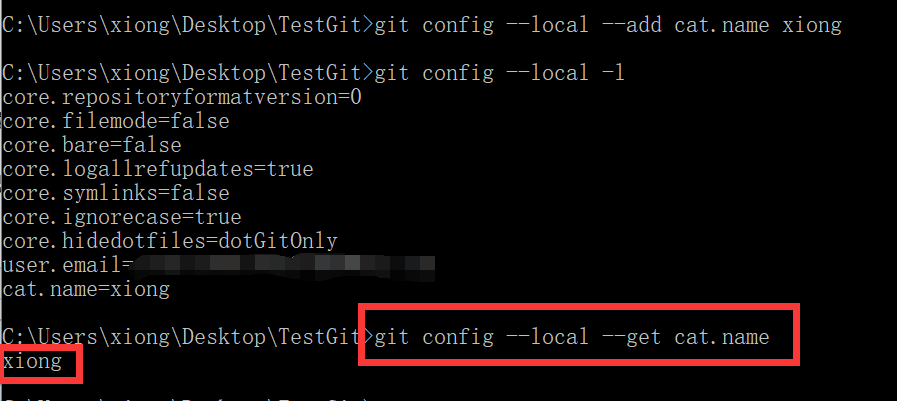 C:\Users\xiong\Desktop\TestGit>git config --local --add cat.name xiong
C:\Users\xiong\Desktop\TestGit>git config --local -l
core.repositoryformatversion=0
core.filemode=false
core.bare=false
core.logallrefupdates=true
core.symlinks=false
core.ignorecase=true
core.hidedotfiles=dotGitOnly
user.email=
cat.name=xiong
C:\Users\xiong\Desktop\TestGit>git config --local --get cat.name
xiong